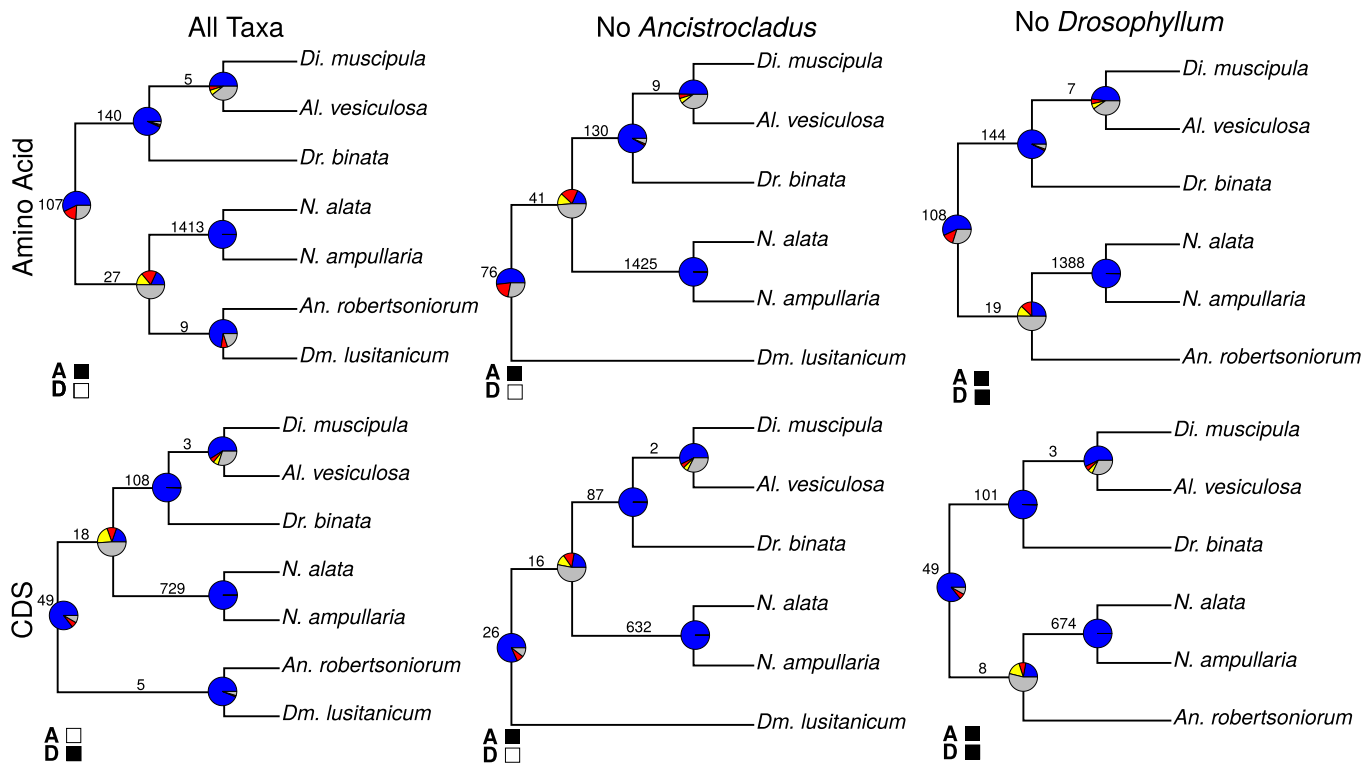 All Taxa
No Ancistrocladus
No Drosophyllum
Amino Acid
CDS
Di. muscipula
5
Al. vesiculosa
140
Dr. binata
107
N. alata
1413
N. ampullaria
27
An. robertsoniorum
9
Dm. lusitanicum
A
D
Di. muscipula
9
Al. vesiculosa
130
Dr. binata
41
N. alata
1425
76
N. ampullaria
Dm. lusitanicum
A
D
Di. muscipula
7
Al. vesiculosa
144
Dr. binata
108
N. alata
1388
N. ampullaria
19
An. robertsoniorum
A
D
Di. muscipula
3
Al. vesiculosa
108
Dr. binata
18
N. alata
729
49
N. ampullaria
An. robertsoniorum
5
Dm. lusitanicum
A
D
Di. muscipula
2
Al. vesiculosa
87
Dr. binata
16
N. alata
632
26
N. ampullaria
Dm. lusitanicum
A
D
Di. muscipula
3
Al. vesiculosa
101
Dr. binata
49
N. alata
674
N. ampullaria
8
An. robertsoniorum
A
D